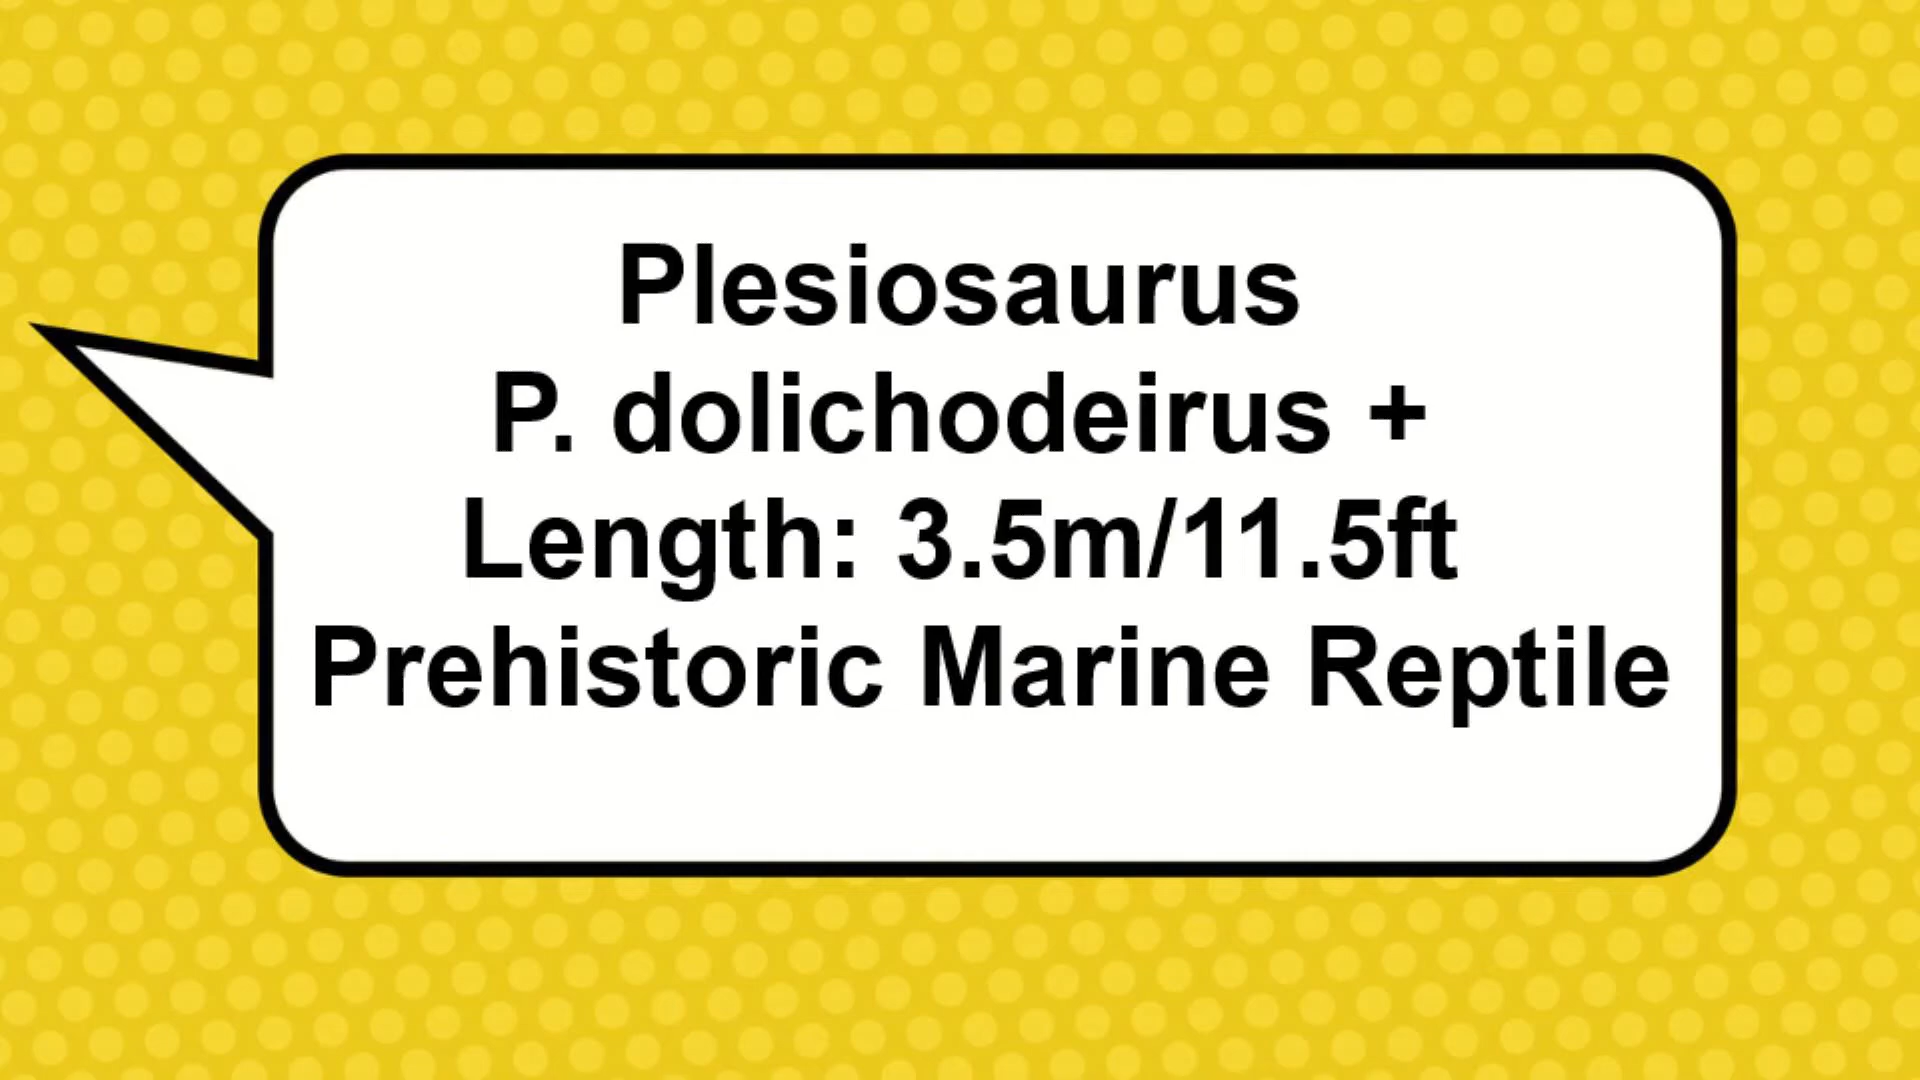 Plesiosaurus
P. dolichodeirus +
Length: 3.5m/11.5ft
Prehistoric Marine Reptile